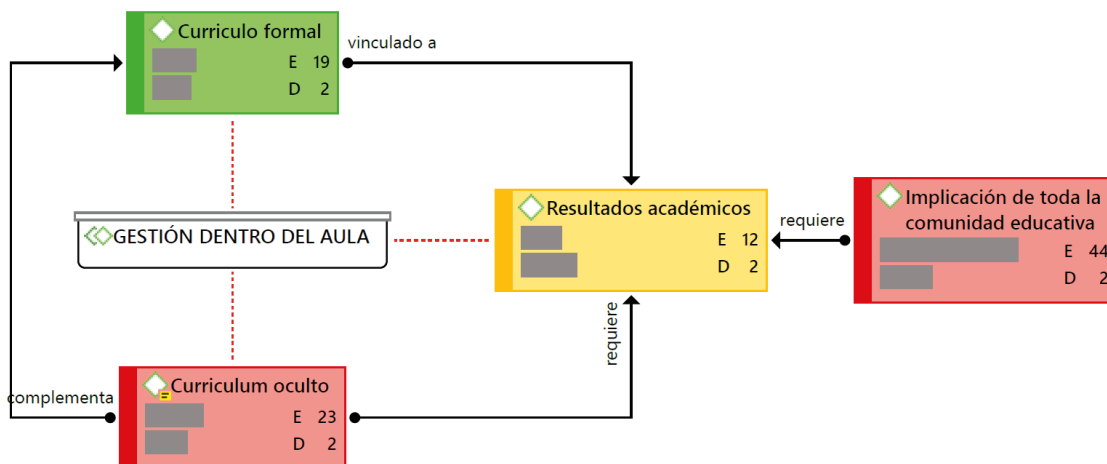 Curriculo formal
E 19
D 2
vinculado a
GESTIÓN DENTRO DEL AULA
Resultados académicos
E 12
D 2
requiere
Implicación de toda la
comunidad educativa
E 44
D 2
requiere
complementa
Curriculum oculto
E 23
D 2